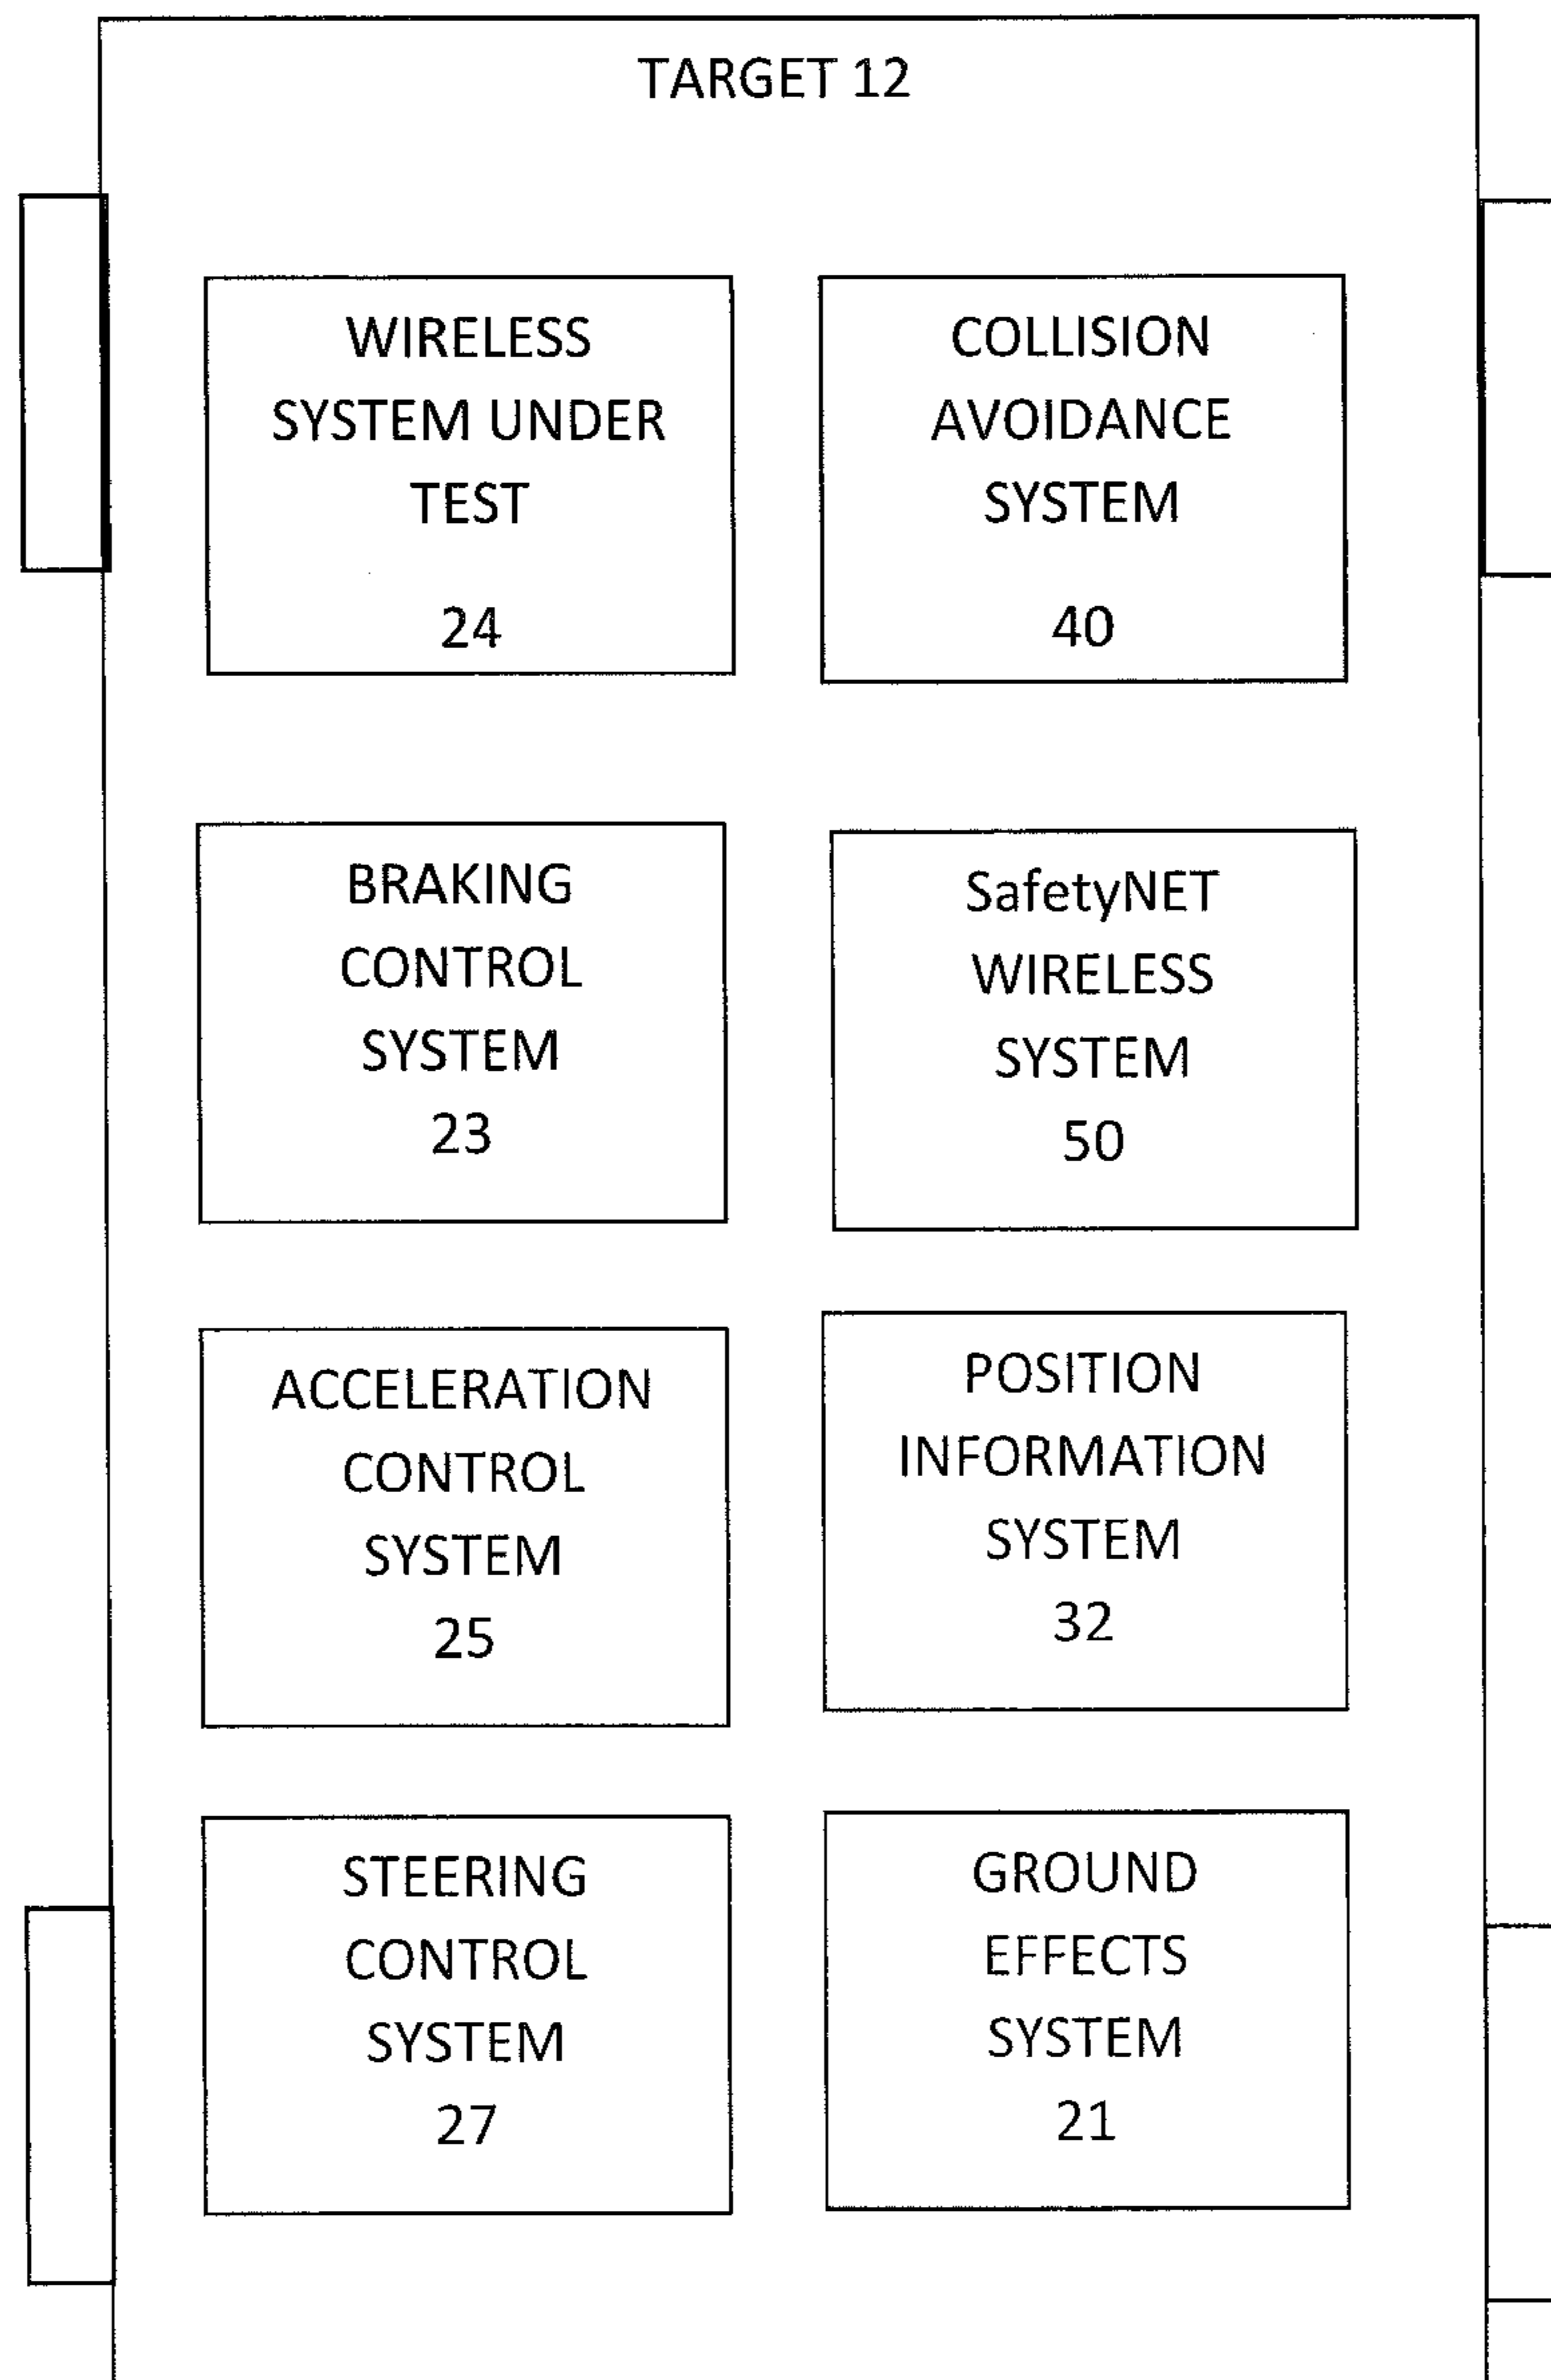 TARGET 12
WIRELESS
SYSTEM UNDER
TEST
24
COLLISION
AVOIDANCE
SYSTEM
40
BRAKING
CONTROL
SYSTEM
23
SafetyNET
WIRELESS
SYSTEM
50
ACCELERATION
CONTROL
SYSTEM
25
POSITION
INFORMATION
SYSTEM
32
STEERING
CONTROL
SYSTEM
27
GROUND
EFFECTS
SYSTEM
21